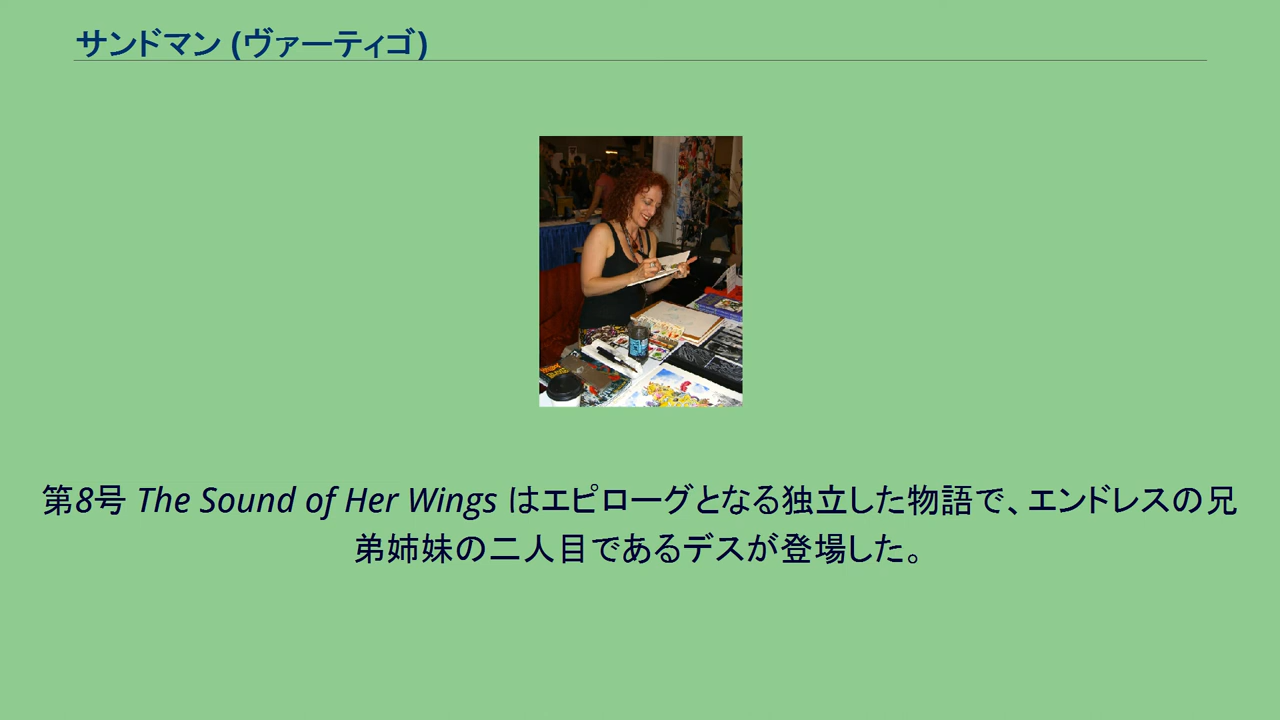 サンドマン (ヴァーティゴ)
第8号 The Sound of Her Wings はエピローグとなる独立した物語で、エンドレスの兄
弟姉妹の二人目であるデスが登場した。